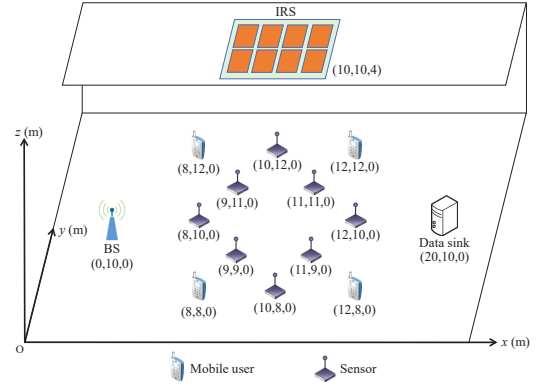 IRS
(10,10,4)
z (m)
(8,12,0)
(10,12,0)
(12,12,0)
(9,11,0)
(11,11,0)
y (m)
BS
(0,10,0)
(8,10,0)
(12,10,0)
Data sink
(20,10,0)
(9,9,0)
(11,9,0)
(8,8,0)
(10,8,0)
(12,8,0)
O
x (m)
Mobile user
Sensor